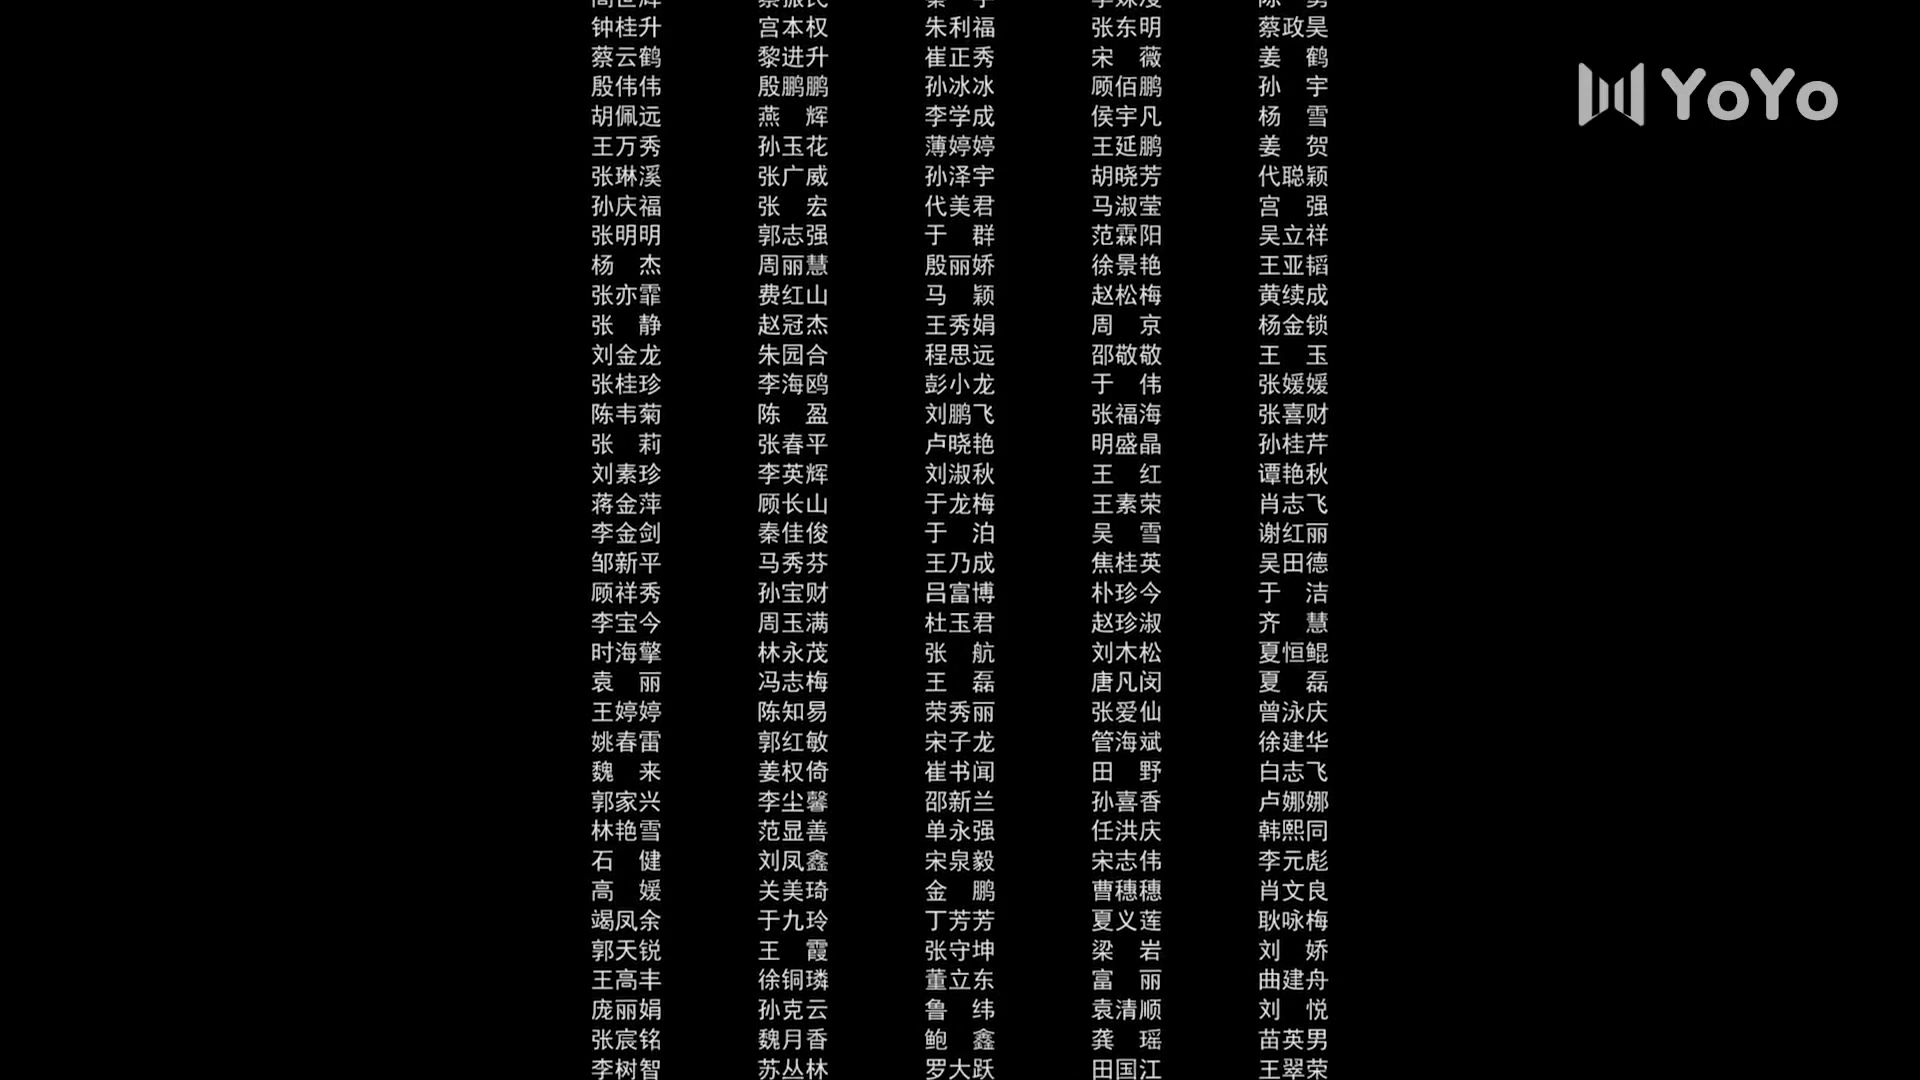 YoYo
钟桂升 宫本权 朱利福 张东明 蔡政昊
蔡云鹤 黎进升 崔正秀 宋 薇 姜 鹤
殷伟伟 殷鹏鹏 孙冰冰 顾佰鹏 孙 宇
胡佩远 燕 辉 李学成 侯宇凡 杨 雪
王万秀 孙玉花 薄婷婷 王延鹏 姜 贺
张琳溪 张广威 孙泽宇 胡晓芳 代聪颖
孙庆福 张 宏 代美君 马淑莹 宫 强
张明明 郭志强 于 群 范霖阳 吴立祥
杨 杰 周丽慧 殷丽娇 徐景艳 王亚韬
张亦霏 费红山 马 颖 赵松梅 黄续成
张 静 赵冠杰 王秀娟 周 京 杨金锁
刘金龙 朱园合 程思远 邵敬敬 王 玉
张桂珍 李海鸥 彭小龙 于 伟 张媛媛
陈韦菊 陈 盈 刘鹏飞 张福海 张喜财
张 莉 张春平 卢晓艳 明盛晶 孙桂芹
刘素珍 李英辉 刘淑秋 王 红 谭艳秋
蒋金萍 顾长山 于龙梅 王素荣 肖志飞
李金剑 秦佳俊 于 泊 吴 雪 谢红丽
邹新平 马秀芬 王乃成 焦桂英 吴田德
顾祥秀 孙宝财 吕富博 朴珍今 于 洁
李宝今 周玉满 杜玉君 赵珍淑 齐 慧
时海擎 林永茂 张 航 刘木松 夏恒鲲
袁 丽 冯志梅 王 磊 唐凡闵 夏 磊
王婷婷 陈知易 荣秀丽 张爱仙 曾泳庆
姚春雷 郭红敏 宋子龙 管海斌 徐建华
魏 来 姜权倚 崔书闻 田 野 白志飞
郭家兴 李尘馨 邵新兰 孙喜香 卢娜娜
林艳雪 范显善 单永强 任洪庆 韩熙同
石 健 刘凤鑫 宋泉毅 宋志伟 李元彪
高 媛 关美琦 金 鹏 曹穗穗 肖文良
竭凤余 于九玲 丁芳芳 夏义莲 耿咏梅
郭天锐 王 霞 张守坤 梁 岩 刘 娇
王高丰 徐铜璘 董立东 富 丽 曲建舟
庞丽娟 孙克云 鲁 纬 袁清顺 刘 悦
张宸铭 魏月香 鲍 鑫 龚 瑶 苗英男
李树智 苏丛林 罗大跃 田国江 王翠荣